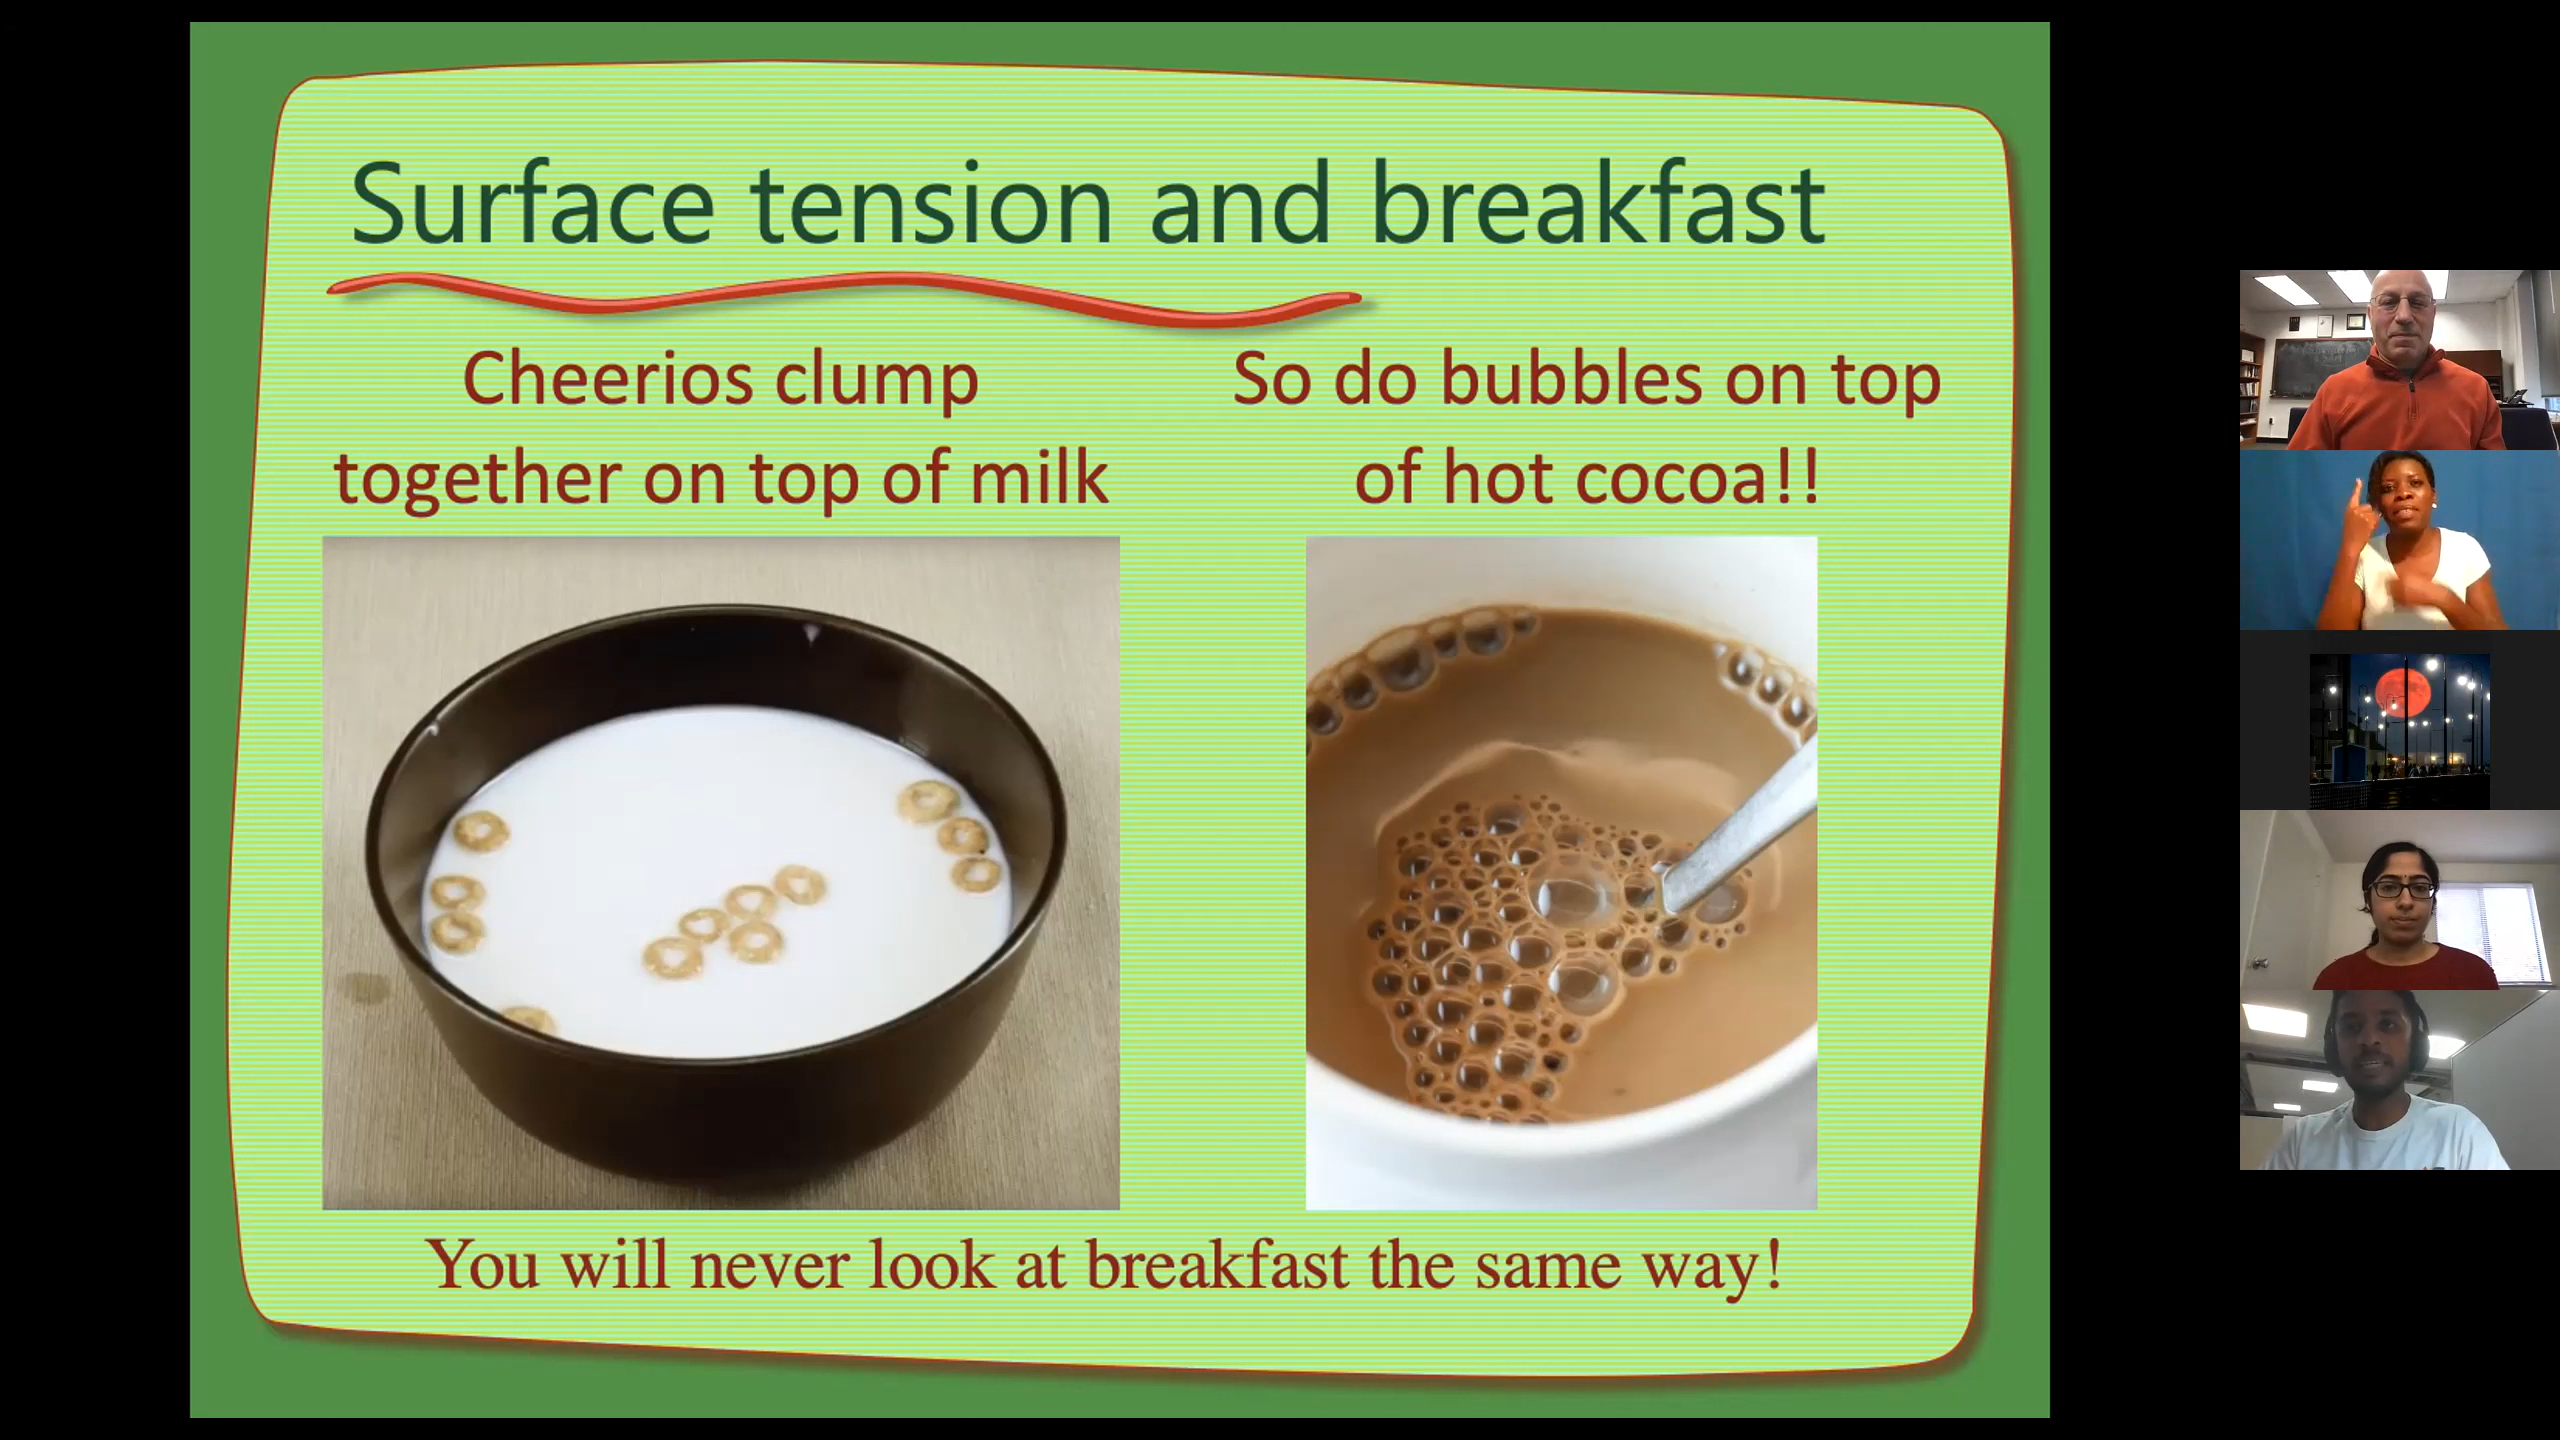 Surface tension and breakfast
Cheerios clump
together on top of milk
So do bubbles on top
of hot cocoa!!
You will never look at breakfast the same way!